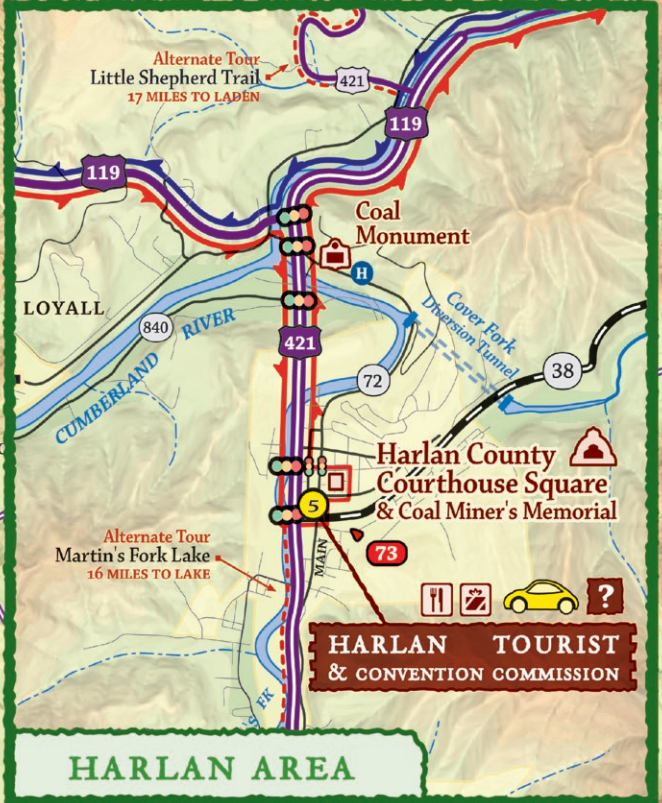 Alternate Tour
Little Shepherd Trail
17 MILES TO LADEN
421
119
119
Coal
Monument
H
LOYALL
840
CUMBERLAND RIVER
421
Cover Fork
Diversion Tunnel
72
38
Harlan County
Courthouse Square
& Coal Miner's Memorial
5
73
Alternate Tour
Martin's Fork Lake
16 MILES TO LAKE
MAIN
?
HARLAN TOURIST
& CONVENTION COMMISSION
FK
HARLAN AREA